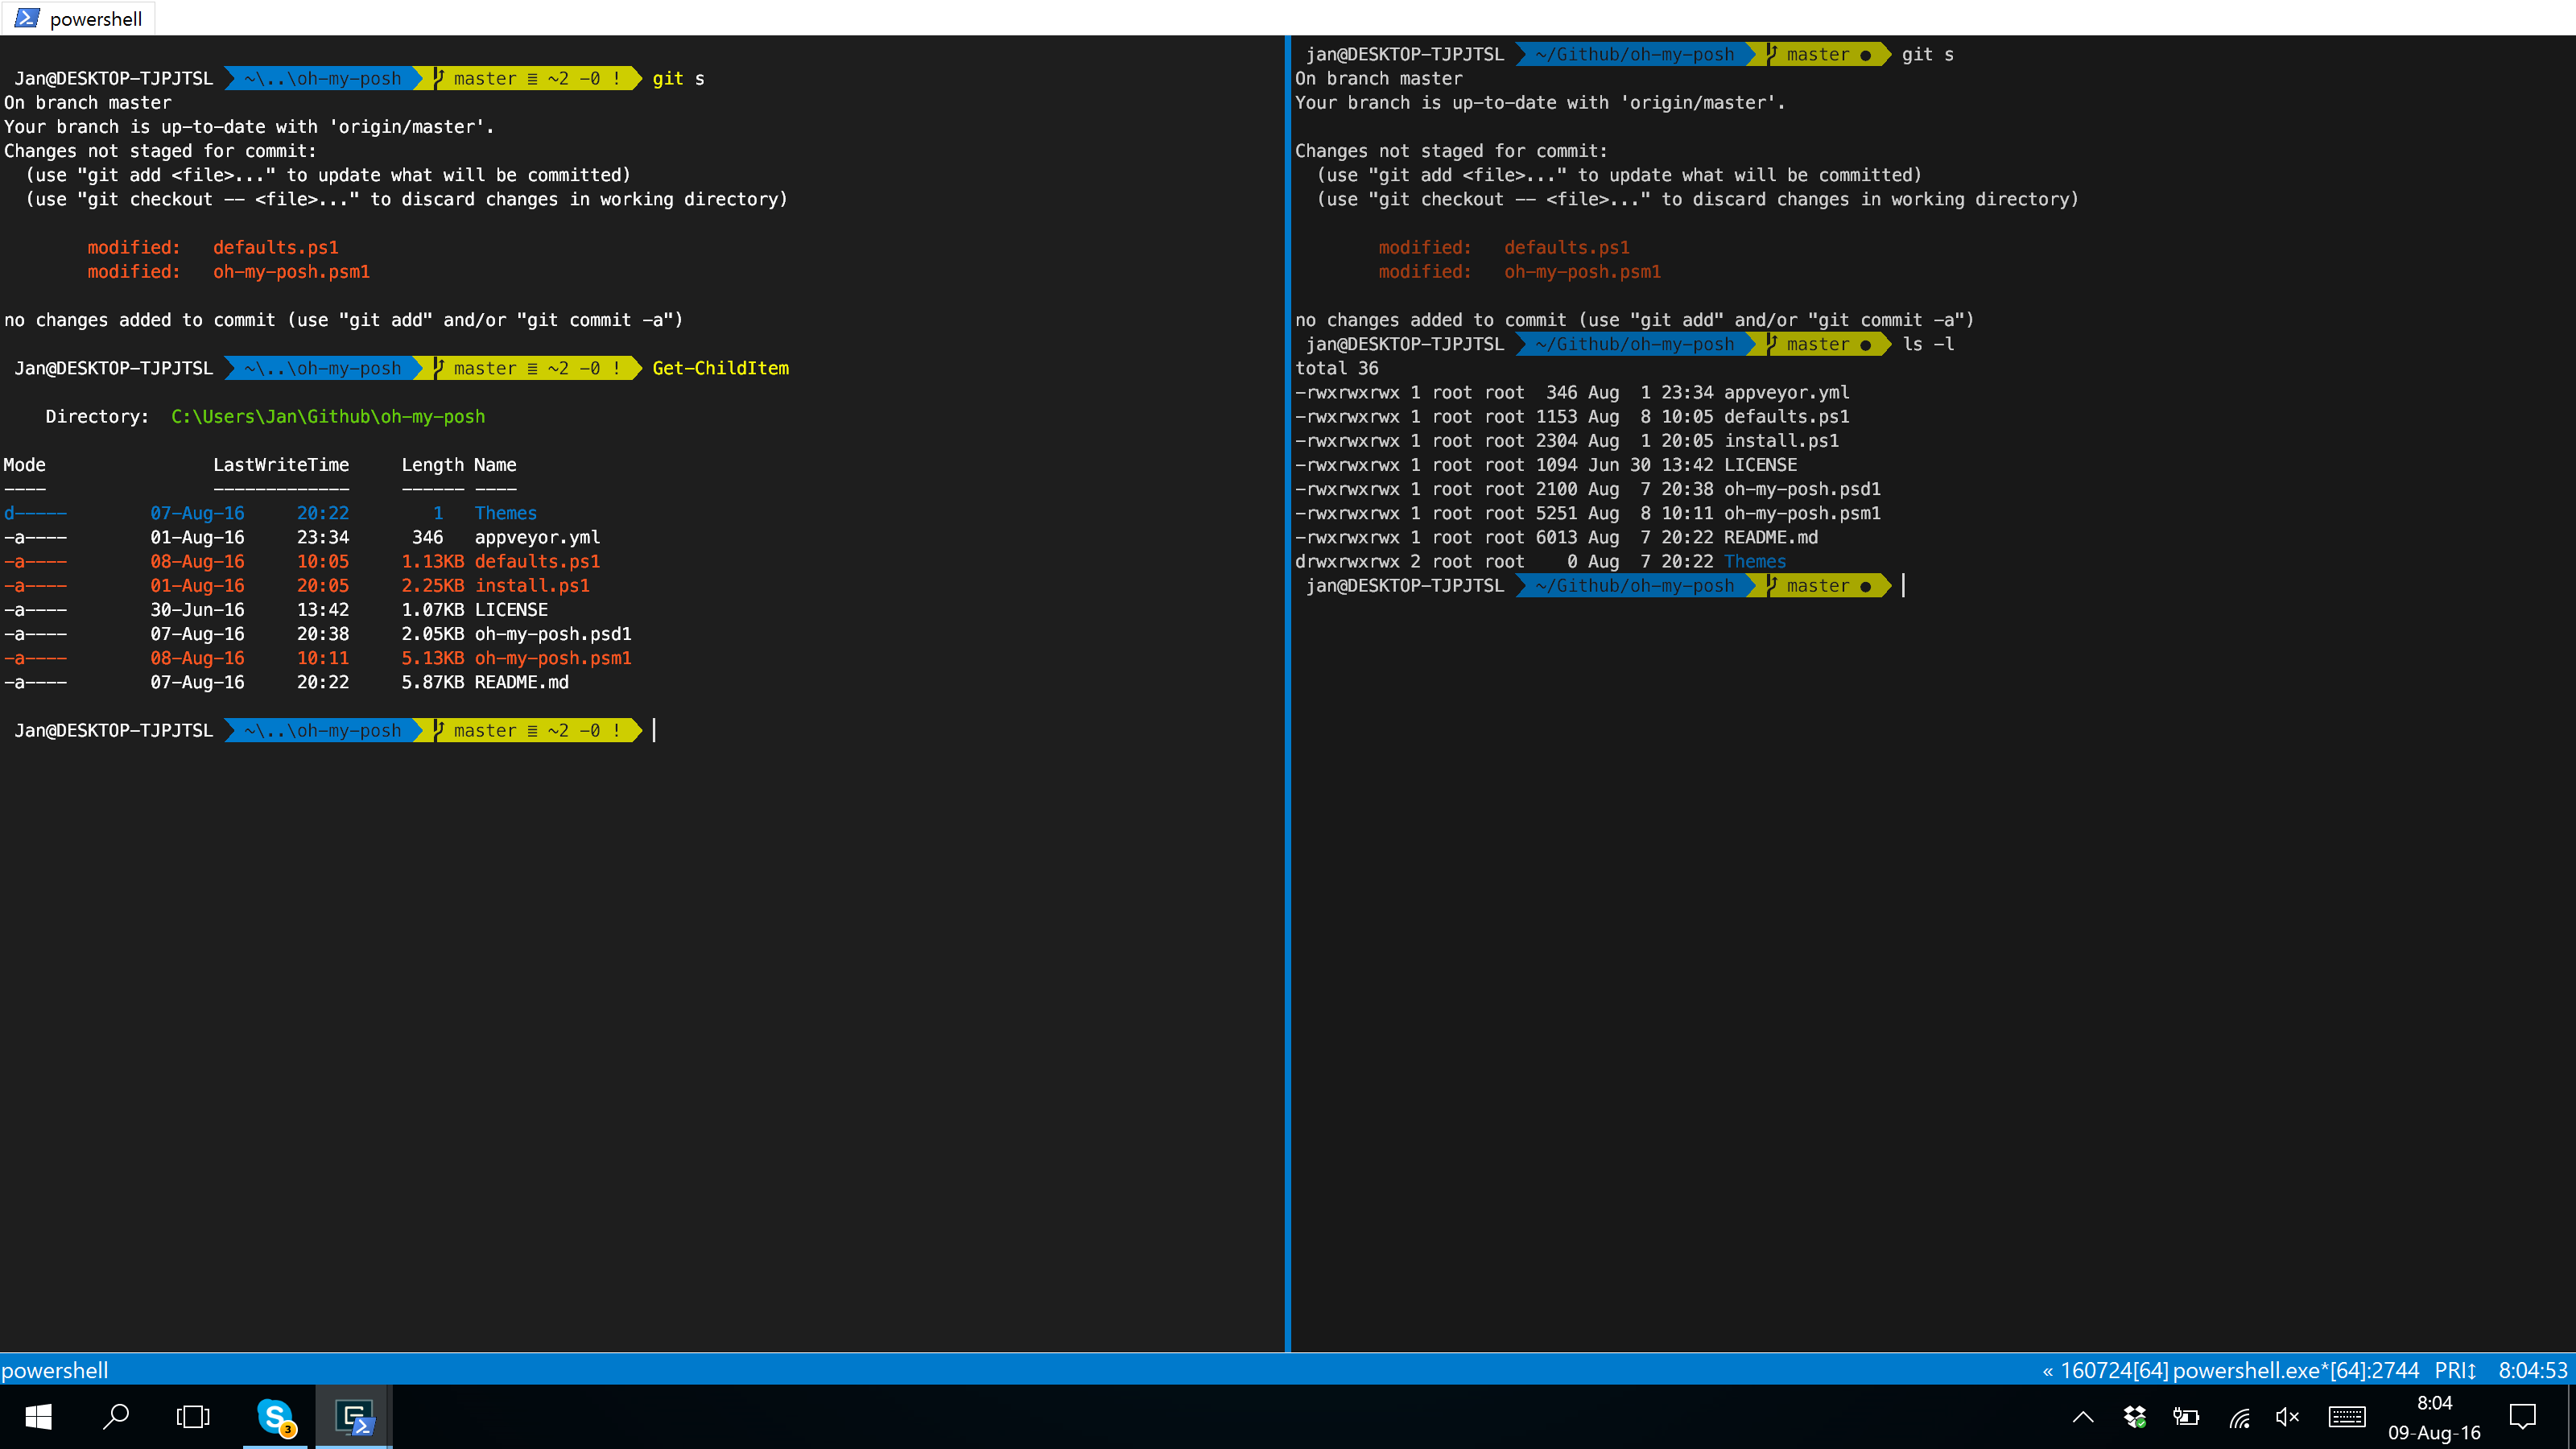 powershell
Jan@DESKTOP-TJPJTSL ~\..\oh-my-posh master ≡ ~2 -0 ! git s
On branch master
Your branch is up-to-date with 'origin/master'.
Changes not staged for commit:
  (use "git add <file>..." to update what will be committed)
  (use "git checkout -- <file>..." to discard changes in working directory)
modified:   defaults.ps1
modified:   oh-my-posh.psm1
no changes added to commit (use "git add" and/or "git commit -a")
Jan@DESKTOP-TJPJTSL ~\..\oh-my-posh master ≡ ~2 -0 ! Get-ChildItem
Directory: C:\Users\Jan\Github\oh-my-posh
Mode LastWriteTime Length Name
---- ------------- ------ ----
d----- 07-Aug-16 20:22 1 Themes
-a---- 01-Aug-16 23:34 346 appveyor.yml
-a---- 08-Aug-16 10:05 1.13KB defaults.ps1
-a---- 01-Aug-16 20:05 2.25KB install.ps1
-a---- 30-Jun-16 13:42 1.07KB LICENSE
-a---- 07-Aug-16 20:38 2.05KB oh-my-posh.psd1
-a---- 08-Aug-16 10:11 5.13KB oh-my-posh.psm1
-a---- 07-Aug-16 20:22 5.87KB README.md
Jan@DESKTOP-TJPJTSL ~\..\oh-my-posh master ≡ ~2 -0 !
jan@DESKTOP-TJPJTSL ~/Github/oh-my-posh master ● git s
On branch master
Your branch is up-to-date with 'origin/master'.
Changes not staged for commit:
  (use "git add <file>..." to update what will be committed)
  (use "git checkout -- <file>..." to discard changes in working directory)
modified:   defaults.ps1
modified:   oh-my-posh.psm1
no changes added to commit (use "git add" and/or "git commit -a")
jan@DESKTOP-TJPJTSL ~/Github/oh-my-posh master ● ls -l
total 36
-rwxrwxrwx 1 root root  346 Aug  1 23:34 appveyor.yml
-rwxrwxrwx 1 root root 1153 Aug  8 10:05 defaults.ps1
-rwxrwxrwx 1 root root 2304 Aug  1 20:05 install.ps1
-rwxrwxrwx 1 root root 1094 Jun 30 13:42 LICENSE
-rwxrwxrwx 1 root root 2100 Aug  7 20:38 oh-my-posh.psd1
-rwxrwxrwx 1 root root 5251 Aug  8 10:11 oh-my-posh.psm1
-rwxrwxrwx 1 root root 6013 Aug  7 20:22 README.md
drwxrwxrwx 2 root root    0 Aug  7 20:22 Themes
jan@DESKTOP-TJPJTSL ~/Github/oh-my-posh master ●
powershell
« 160724[64] powershell.exe*[64]:2744 PRI↕ 8:04:53
3
8:04
09-Aug-16